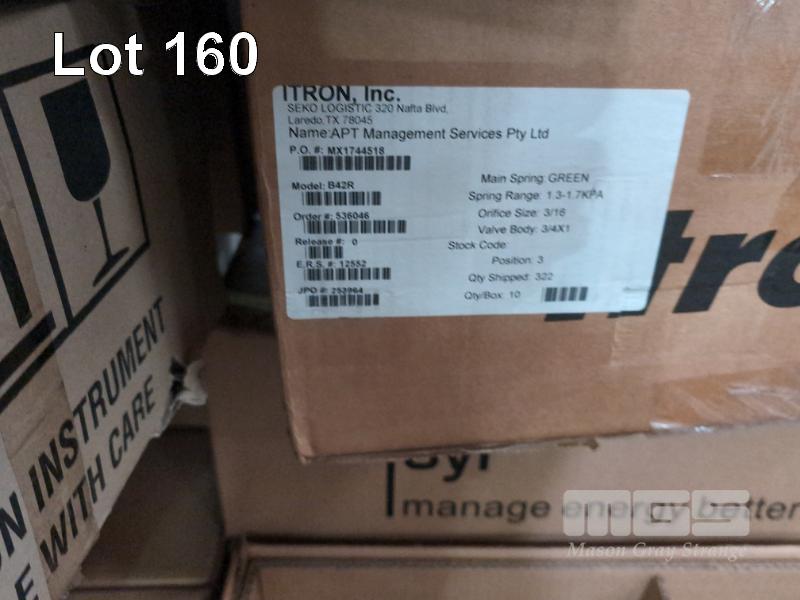 Lot 160
ITRON, Inc.
SEKO LOGISTIC 320 Nafta Blvd,
Laredo,TX 78045
Name:APT Management Services Pty Ltd
P.O. #: MX1744518
Model: B42R
Order #: 536046
Release #: 0
E.R.S. #: 12552
JPO #: 253964
Main Spring: GREEN
Spring Range: 1.3-1.7KPA
Orifice Size: 3/16
Valve Body: 3/4X1
Stock Code:
Position: 3
Qty Shipped: 322
Qty/Box: 10
Itro
INSTRUMENT
WITH CARE
manage energy better
MGS
Mason Gray Strange